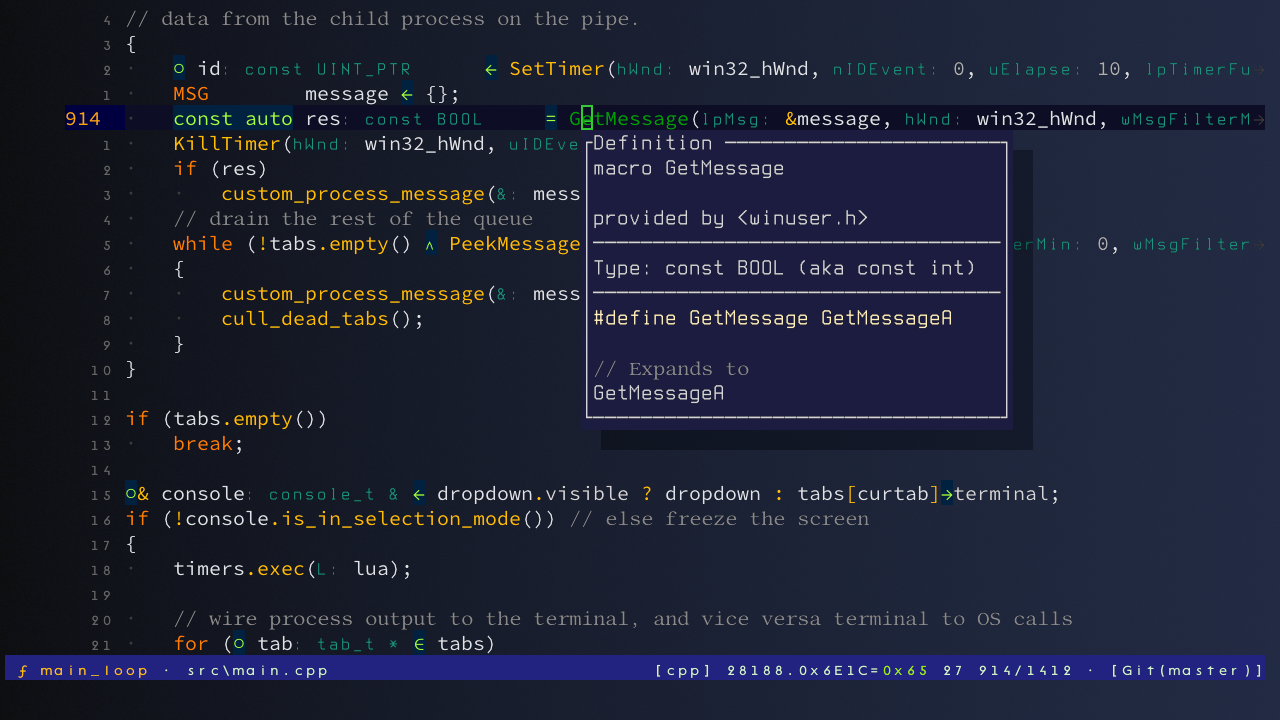 4 // data from the child process on the pipe.
3 {
2 · ○ id: const UINT_PTR ← SetTimer(hWnd: win32_hWnd, nIDEvent: 0, uElapse: 10, lpTimerFu→
1 · MSG message ← {};
914 · const auto res: const BOOL = GetMessage(lpMsg: &message, hWnd: win32_hWnd, wMsgFilterM→
1 · KillTimer(hWnd: win32_hWnd, uIDEve
Definition
2 · if (res)
macro GetMessage
3 · · custom_process_message(&: mess
4 · // drain the rest of the queue
provided by <winuser.h>
5 · while (!tabs.empty() ∧ PeekMessage erMin: 0, wMsgFilter→
6 · {
Type: const BOOL (aka const int)
7 · · custom_process_message(&: mess
8 · · cull_dead_tabs();
#define GetMessage GetMessageA
9 · }
10 }
// Expands to
11
GetMessageA
12 if (tabs.empty())
13 · break;
14
15 ○& console: console_t & ← dropdown.visible ? dropdown : tabs[curtab]→terminal;
16 if (!console.is_in_selection_mode()) // else freeze the screen
17 {
18 · timers.exec(L: lua);
19
20 · // wire process output to the terminal, and vice versa terminal to OS calls
21 · for (○ tab: tab_t * ∈ tabs)
ƒ main_loop · src\main.cpp [cpp] 28188.0x6E1C=0x65 27 914/1412 · [Git(master)]